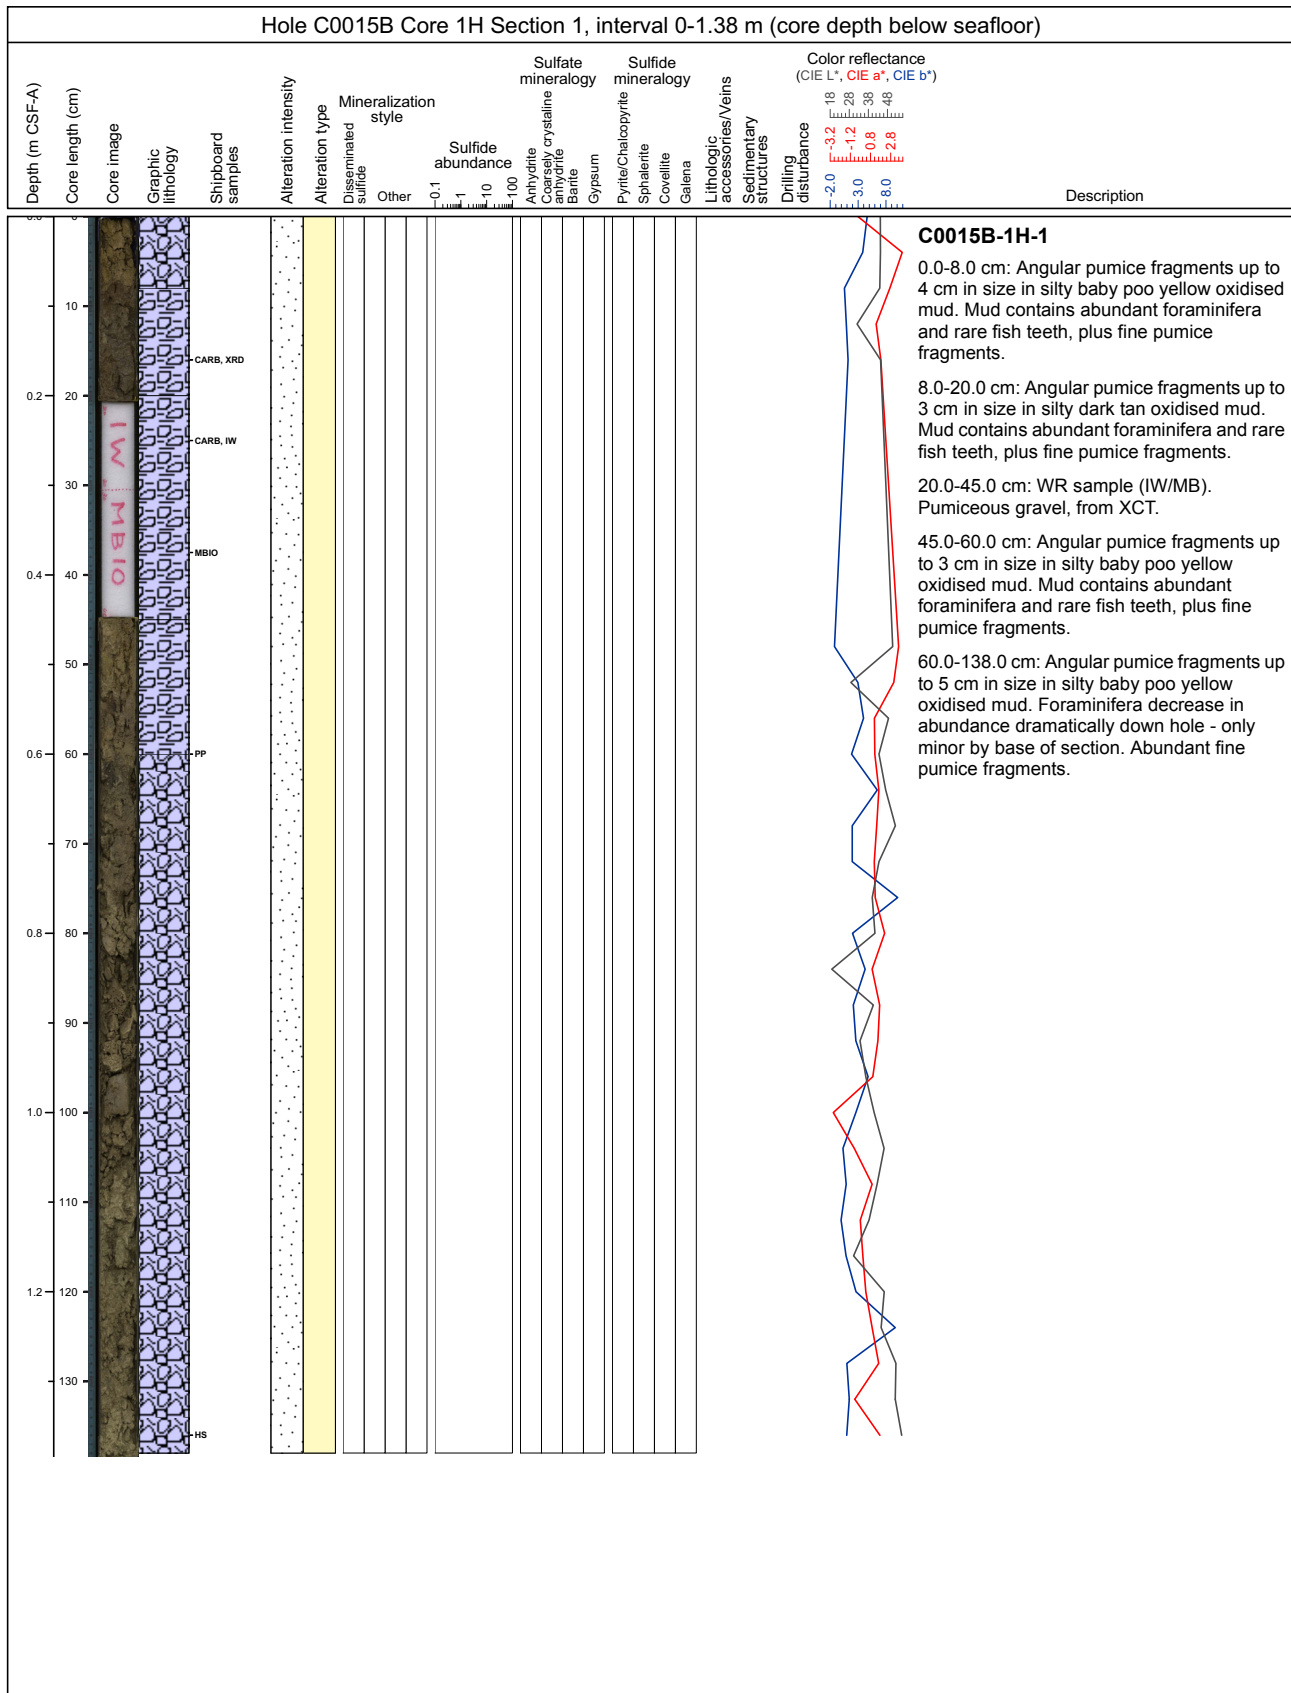 Hole C0015B Core 1H Section 1, interval 0-1.38 m (core depth below seafloor)
Depth (m CSF-A)
Core length (cm)
Core image
Graphic
lithology
Shipboard
samples
Alteration intensity
Alteration type
Mineralization
style
Disseminated
sulfide
Other
Sulfide
abundance
0.1
1
10
100
Sulfate
mineralogy
Anhydrite
Coarsely crystaline
anhydrite
Barite
Gypsum
Sulfide
mineralogy
Pyrite/Chalcopyrite
Sphalerite
Covellite
Galena
Lithologic
accessories/Veins
Sedimentary
structures
Drilling
disturbance
Color reflectance
(CIE L*, CIE a*, CIE b*)
18 28 38 48
-3.2 -1.2 0.8 2.8
-2.0 3.0 8.0
Description
0.0
0.2
0.4
0.6
0.8
1.0
1.2
0
10
20
30
40
50
60
70
80
90
100
110
120
130
IW
MBIO
CARB, XRD
CARB, IW
MBIO
PP
HS
C0015B-1H-1
0.0-8.0 cm: Angular pumice fragments up to
4 cm in size in silty baby poo yellow oxidised
mud. Mud contains abundant foraminifera
and rare fish teeth, plus fine pumice
fragments.
8.0-20.0 cm: Angular pumice fragments up to
3 cm in size in silty dark tan oxidised mud.
Mud contains abundant foraminifera and rare
fish teeth, plus fine pumice fragments.
20.0-45.0 cm: WR sample (IW/MB).
Pumiceous gravel, from XCT.
45.0-60.0 cm: Angular pumice fragments up
to 3 cm in size in silty baby poo yellow
oxidised mud. Mud contains abundant
foraminifera and rare fish teeth, plus fine
pumice fragments.
60.0-138.0 cm: Angular pumice fragments up
to 5 cm in size in silty baby poo yellow
oxidised mud. Foraminifera decrease in
abundance dramatically down hole - only
minor by base of section. Abundant fine
pumice fragments.